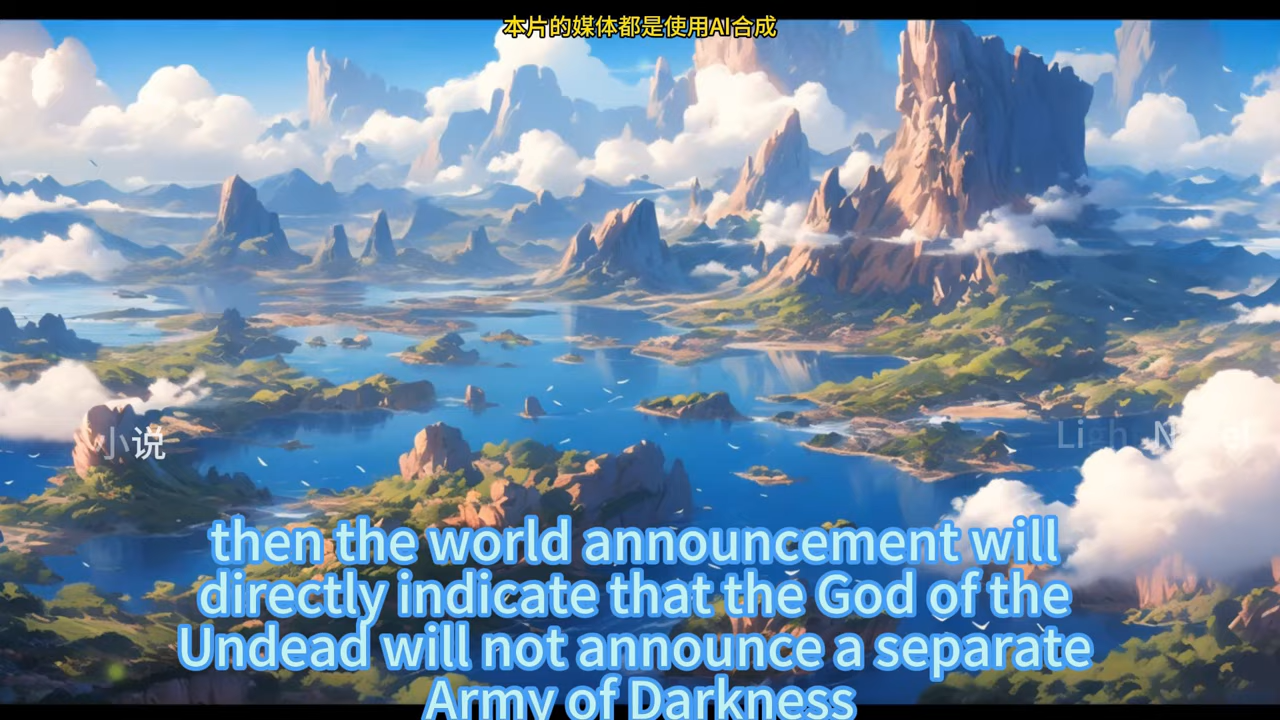 本片的媒体都是使用AI合成
小说
then the world announcement will
directly indicate that the God of the
Undead will not announce a separate
Army of Darkness